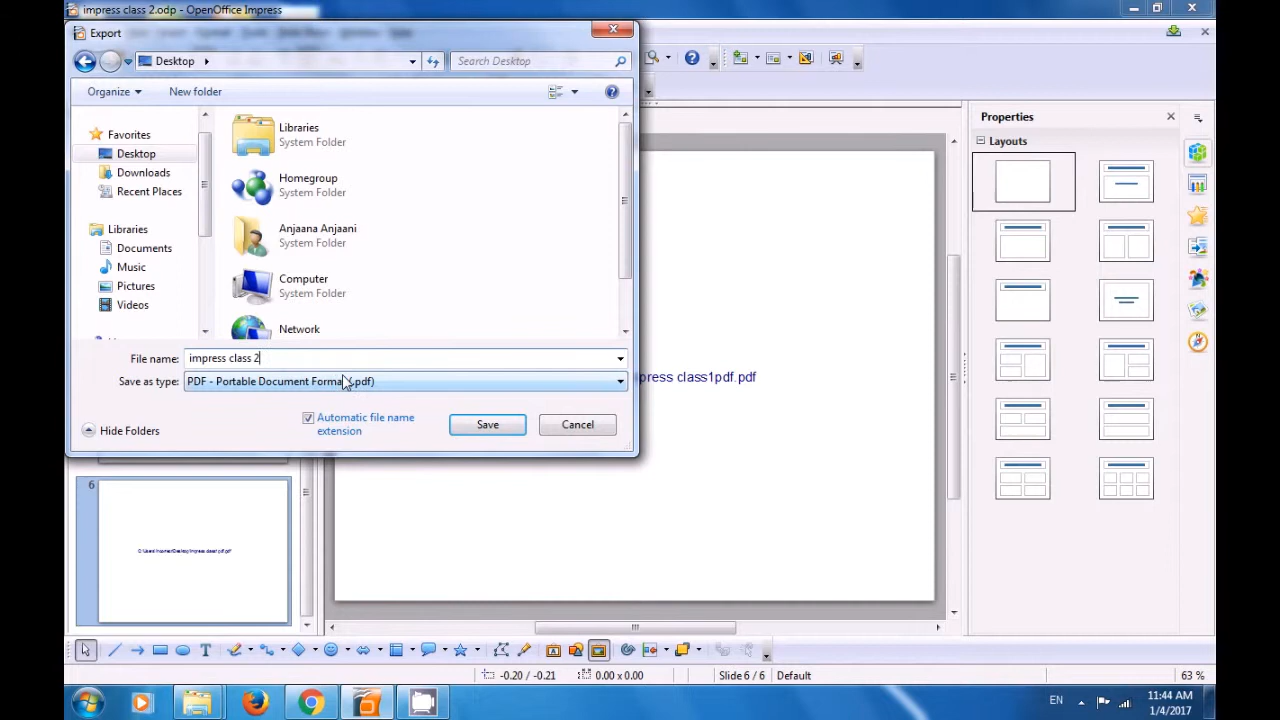 impress class 2.odp - OpenOffice Impress
Export
Desktop
Search Desktop
Organize
New folder
Favorites
Desktop
Downloads
Recent Places
Libraries
Documents
Music
Pictures
Videos
Libraries
System Folder
Homegroup
System Folder
Anjaana Anjaani
System Folder
Computer
System Folder
Network
File name: impress class 2
Save as type: PDF - Portable Document Format (.pdf)
Automatic file name
extension
Hide Folders
Save
Cancel
press class1pdf.pdf
Properties
Layouts
6
-0.20 / -0.21
0.00 x 0.00
Slide 6 / 6
Default
63 %
EN
11:44 AM
1/4/2017